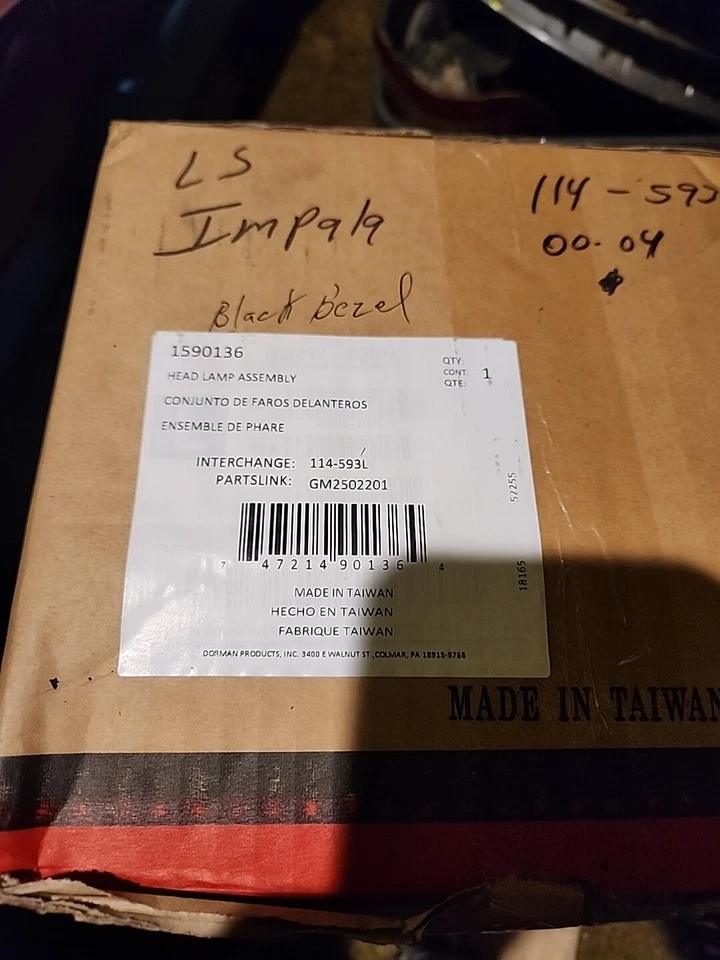 LS
Impala
114-593
00-04
Black bezel
1590136
HEAD LAMP ASSEMBLY
CONJUNTO DE FAROS DELANTEROS
ENSEMBLE DE PHARE
QTY:
CONT:
QTE:
1
INTERCHANGE: 114-593L
PARTSLINK: GM2502201
7 47214 90136 4
MADE IN TAIWAN
HECHO EN TAIWAN
FABRIQUE TAIWAN
DORMAN PRODUCTS, INC. 3400 E WALNUT ST., COLMAR, PA 18915-9768
52255
18165
MADE IN TAIWAN